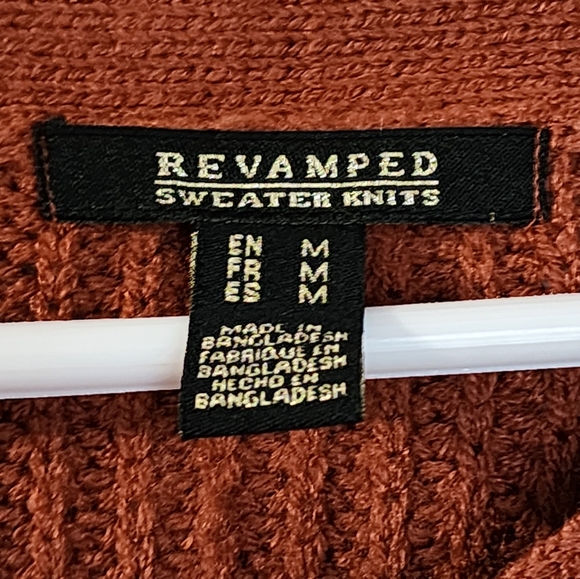 REVAMPED
SWEATER KNITS
EN M
FR M
ES M
MADE IN
BANGLADESH
FABRIQUE EN
BANGLADESH
HECHO EN
BANGLADESH